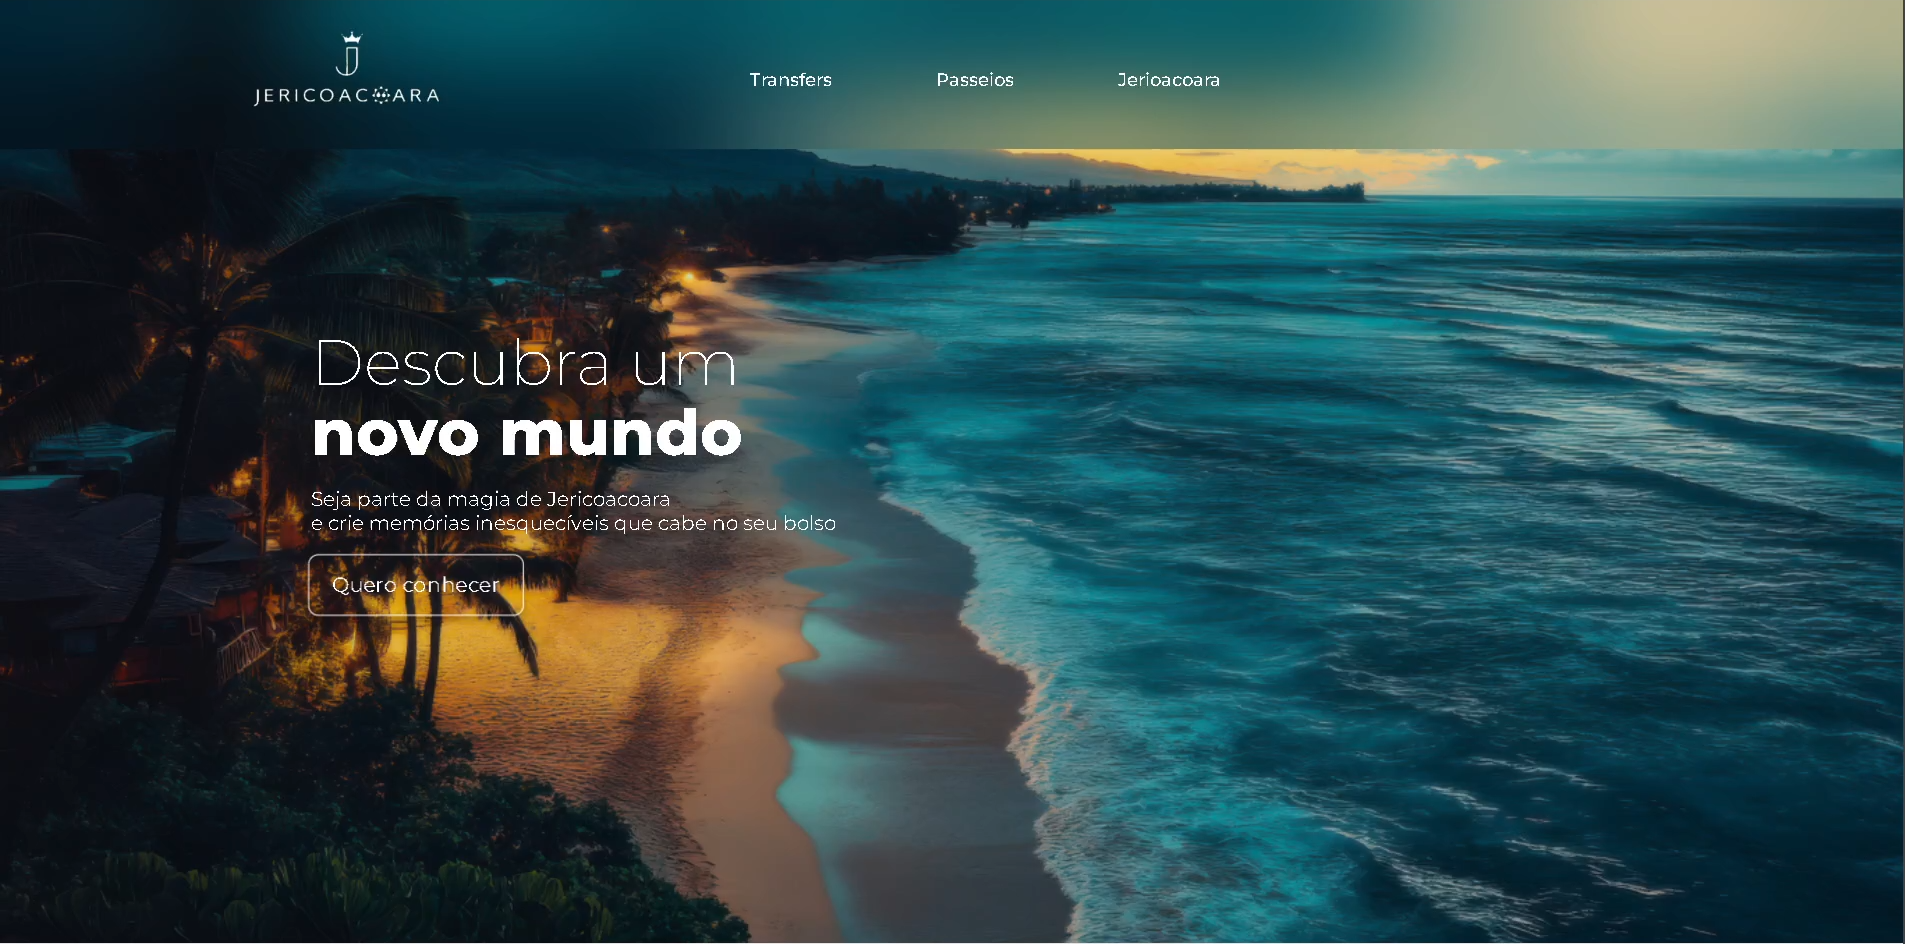 J
JERICOACOARA
Transfers
Passeios
Jerioacoara
Descubra um
novo mundo
Seja parte da magia de Jericoacoara
e crie memórias inesquecíveis que cabe no seu bolso
Quero conhecer